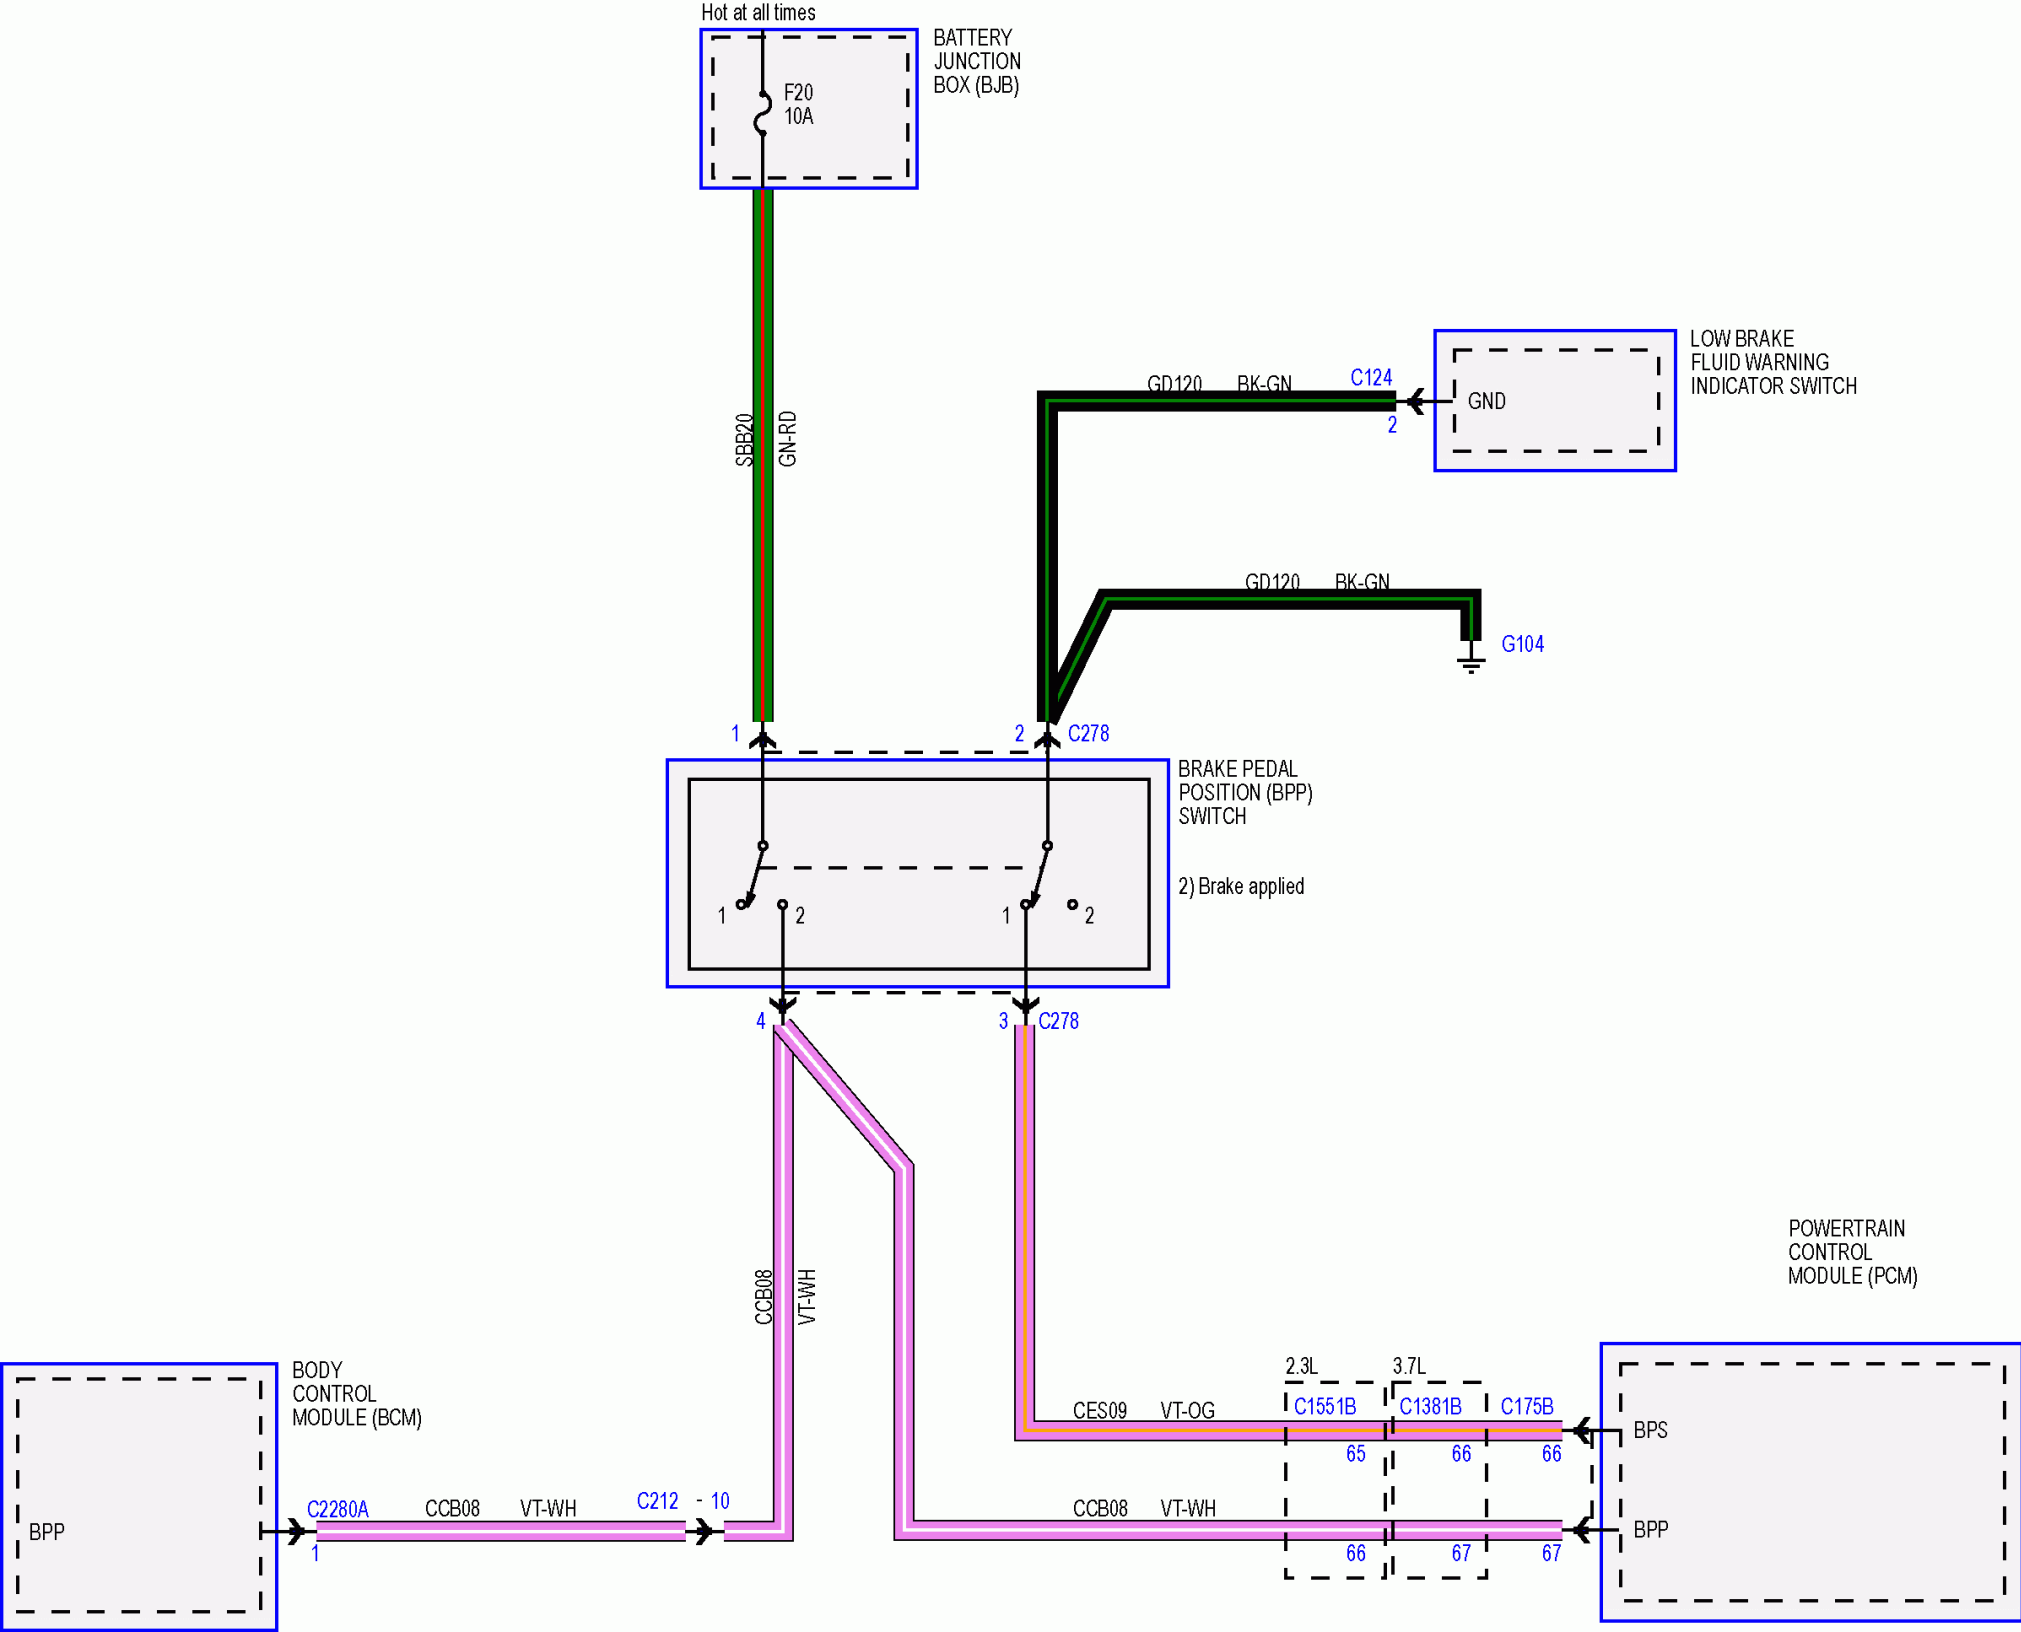 Hot at all times
BATTERY
JUNCTION
BOX (BJB)
F20
10A
SBB20
GN-RD
LOW BRAKE
FLUID WARNING
INDICATOR SWITCH
GD120 BK-GN
C124
2
GND
GD120 BK-GN
G104
1
2
C278
BRAKE PEDAL
POSITION (BPP)
SWITCH
2) Brake applied
1
2
1
2
4
3
C278
CCB08
VT-WH
POWERTRAIN
CONTROL
MODULE (PCM)
BODY
CONTROL
MODULE (BCM)
2.3L
3.7L
CES09 VT-OG
C1551B
C1381B
C175B
65
66
66
BPS
BPP
C2280A
1
CCB08 VT-WH
C212 - 10
CCB08 VT-WH
66
67
67
BPP